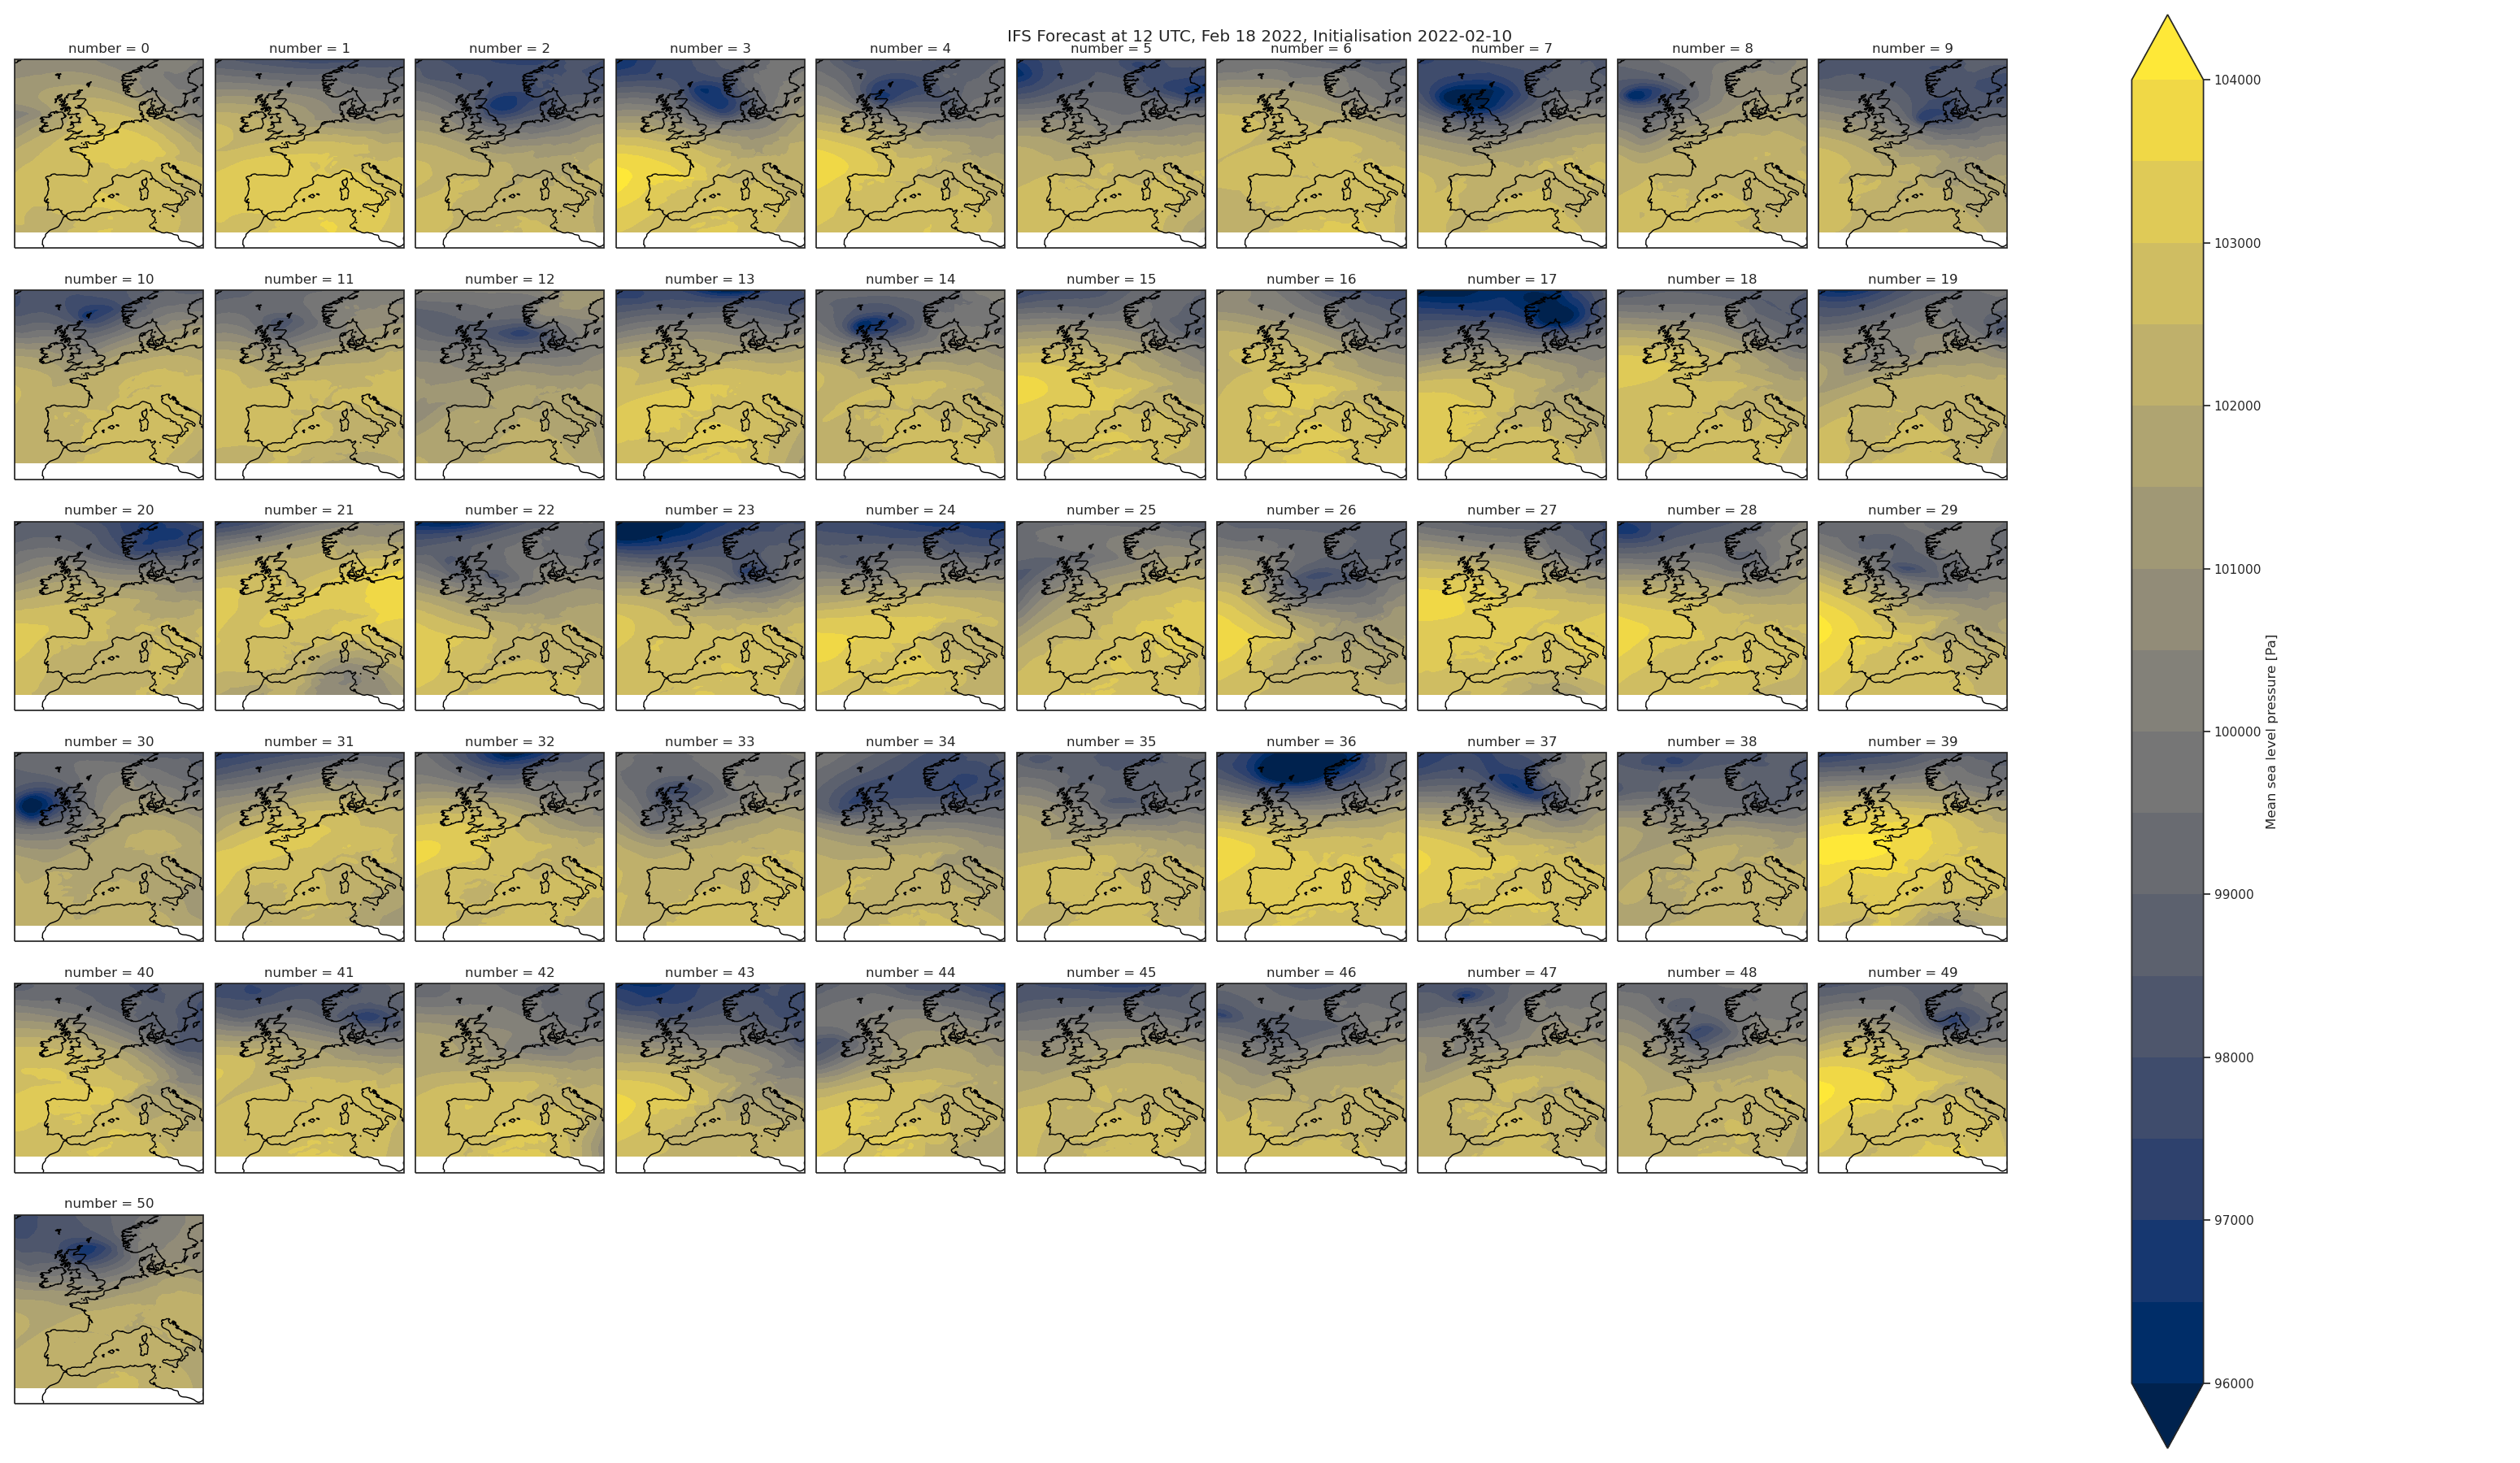 IFS Forecast at 12 UTC, Feb 18 2022, Initialisation 2022-02-10
number = 0
number = 1
number = 2
number = 3
number = 4
number = 5
number = 6
number = 7
number = 8
number = 9
number = 10
number = 11
number = 12
number = 13
number = 14
number = 15
number = 16
number = 17
number = 18
number = 19
number = 20
number = 21
number = 22
number = 23
number = 24
number = 25
number = 26
number = 27
number = 28
number = 29
number = 30
number = 31
number = 32
number = 33
number = 34
number = 35
number = 36
number = 37
number = 38
number = 39
number = 40
number = 41
number = 42
number = 43
number = 44
number = 45
number = 46
number = 47
number = 48
number = 49
number = 50
104000
103000
102000
101000
100000
99000
98000
97000
96000
Mean sea level pressure [Pa]